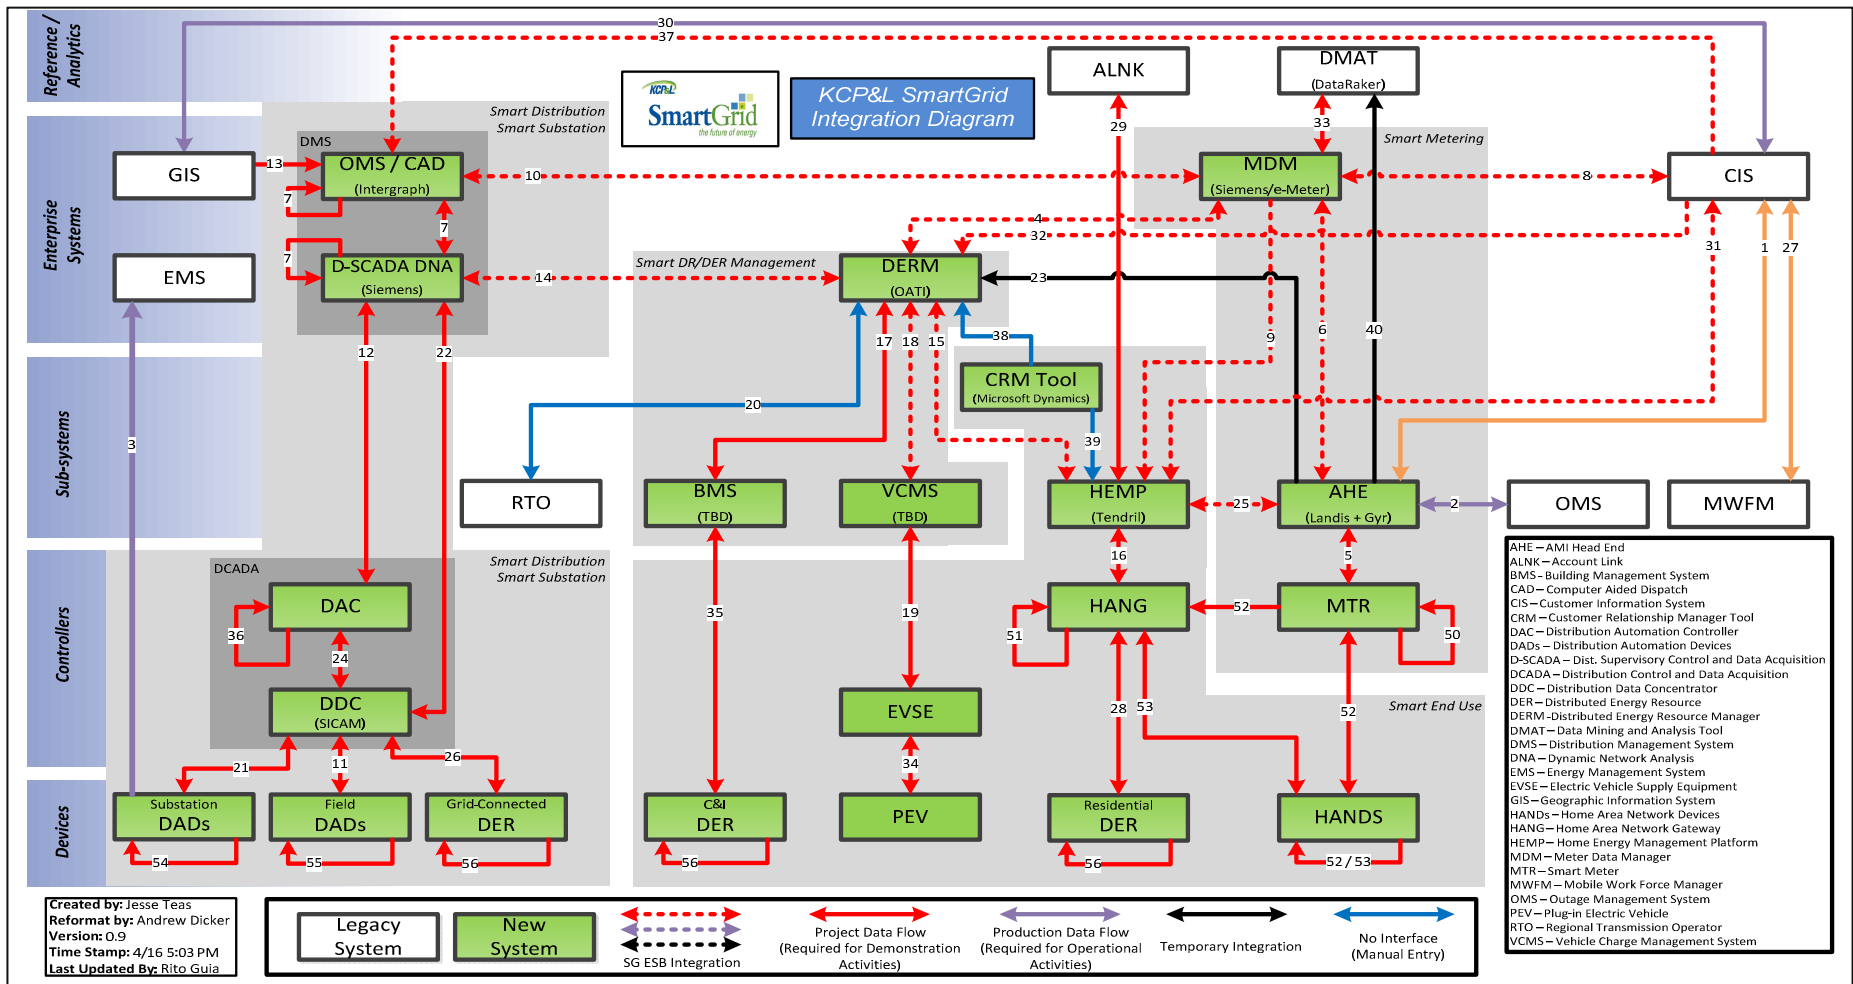 Reference /
Analytics
Enterprise
Systems
Sub-systems
Controllers
Devices
30
37
ALNK
DMAT
(DataRaker)
KCP&L
SmartGrid
the future of energy
KCP&L SmartGrid
Integration Diagram
Smart Distribution
Smart Substation
DMS
29
33
Smart Metering
GIS
13
OMS / CAD
(Intergraph)
7
10
MDM
(Siemens/e-Meter)
8
CIS
7
4
32
31
1
27
EMS
7
D-SCADA DNA
(Siemens)
14
Smart DR/DER Management
DERM
(OATI)
23
12
22
17
18
15
38
9
6
40
CRM Tool
(Microsoft Dynamics)
20
3
39
RTO
BMS
(TBD)
VCMS
(TBD)
HEMP
(Tendril)
25
AHE
(Landis + Gyr)
2
OMS
MWFM
16
5
DCADA
Smart Distribution
Smart Substation
DAC
36
24
35
19
HANG
51
52
MTR
50
DDC
(SICAM)
EVSE
28
53
52
Smart End Use
21
11
26
34
Substation
DADs
Field
DADs
Grid-Connected
DER
C&I
DER
PEV
Residential
DER
HANDS
54
55
56
56
56
52 / 53
AHE – AMI Head End
ALNK – Account Link
BMS - Building Management System
CAD – Computer Aided Dispatch
CIS – Customer Information System
CRM – Customer Relationship Manager Tool
DAC – Distribution Automation Controller
DADs – Distribution Automation Devices
D-SCADA – Dist. Supervisory Control and Data Acquisition
DCADA – Distribution Control and Data Acquisition
DDC – Distribution Data Concentrator
DER – Distributed Energy Resource
DERM -Distributed Energy Resource Manager
DMAT – Data Mining and Analysis Tool
DMS – Distribution Management System
DNA – Dynamic Network Analysis
EMS – Energy Management System
EVSE – Electric Vehicle Supply Equipment
GIS – Geographic Information System
HANDs – Home Area Network Devices
HANG – Home Area Network Gateway
HEMP – Home Energy Management Platform
MDM – Meter Data Manager
MTR – Smart Meter
MWFM – Mobile Work Force Manager
OMS – Outage Management System
PEV – Plug-in Electric Vehicle
RTO – Regional Transmission Operator
VCMS – Vehicle Charge Management System
Created by: Jesse Teas
Reformat by: Andrew Dicker
Version: 0.9
Time Stamp: 4/16 5:03 PM
Last Updated By: Rito Guia
Legacy
System
New
System
SG ESB Integration
Project Data Flow
(Required for Demonstration
Activities)
Production Data Flow
(Required for Operational
Activities)
Temporary Integration
No Interface
(Manual Entry)